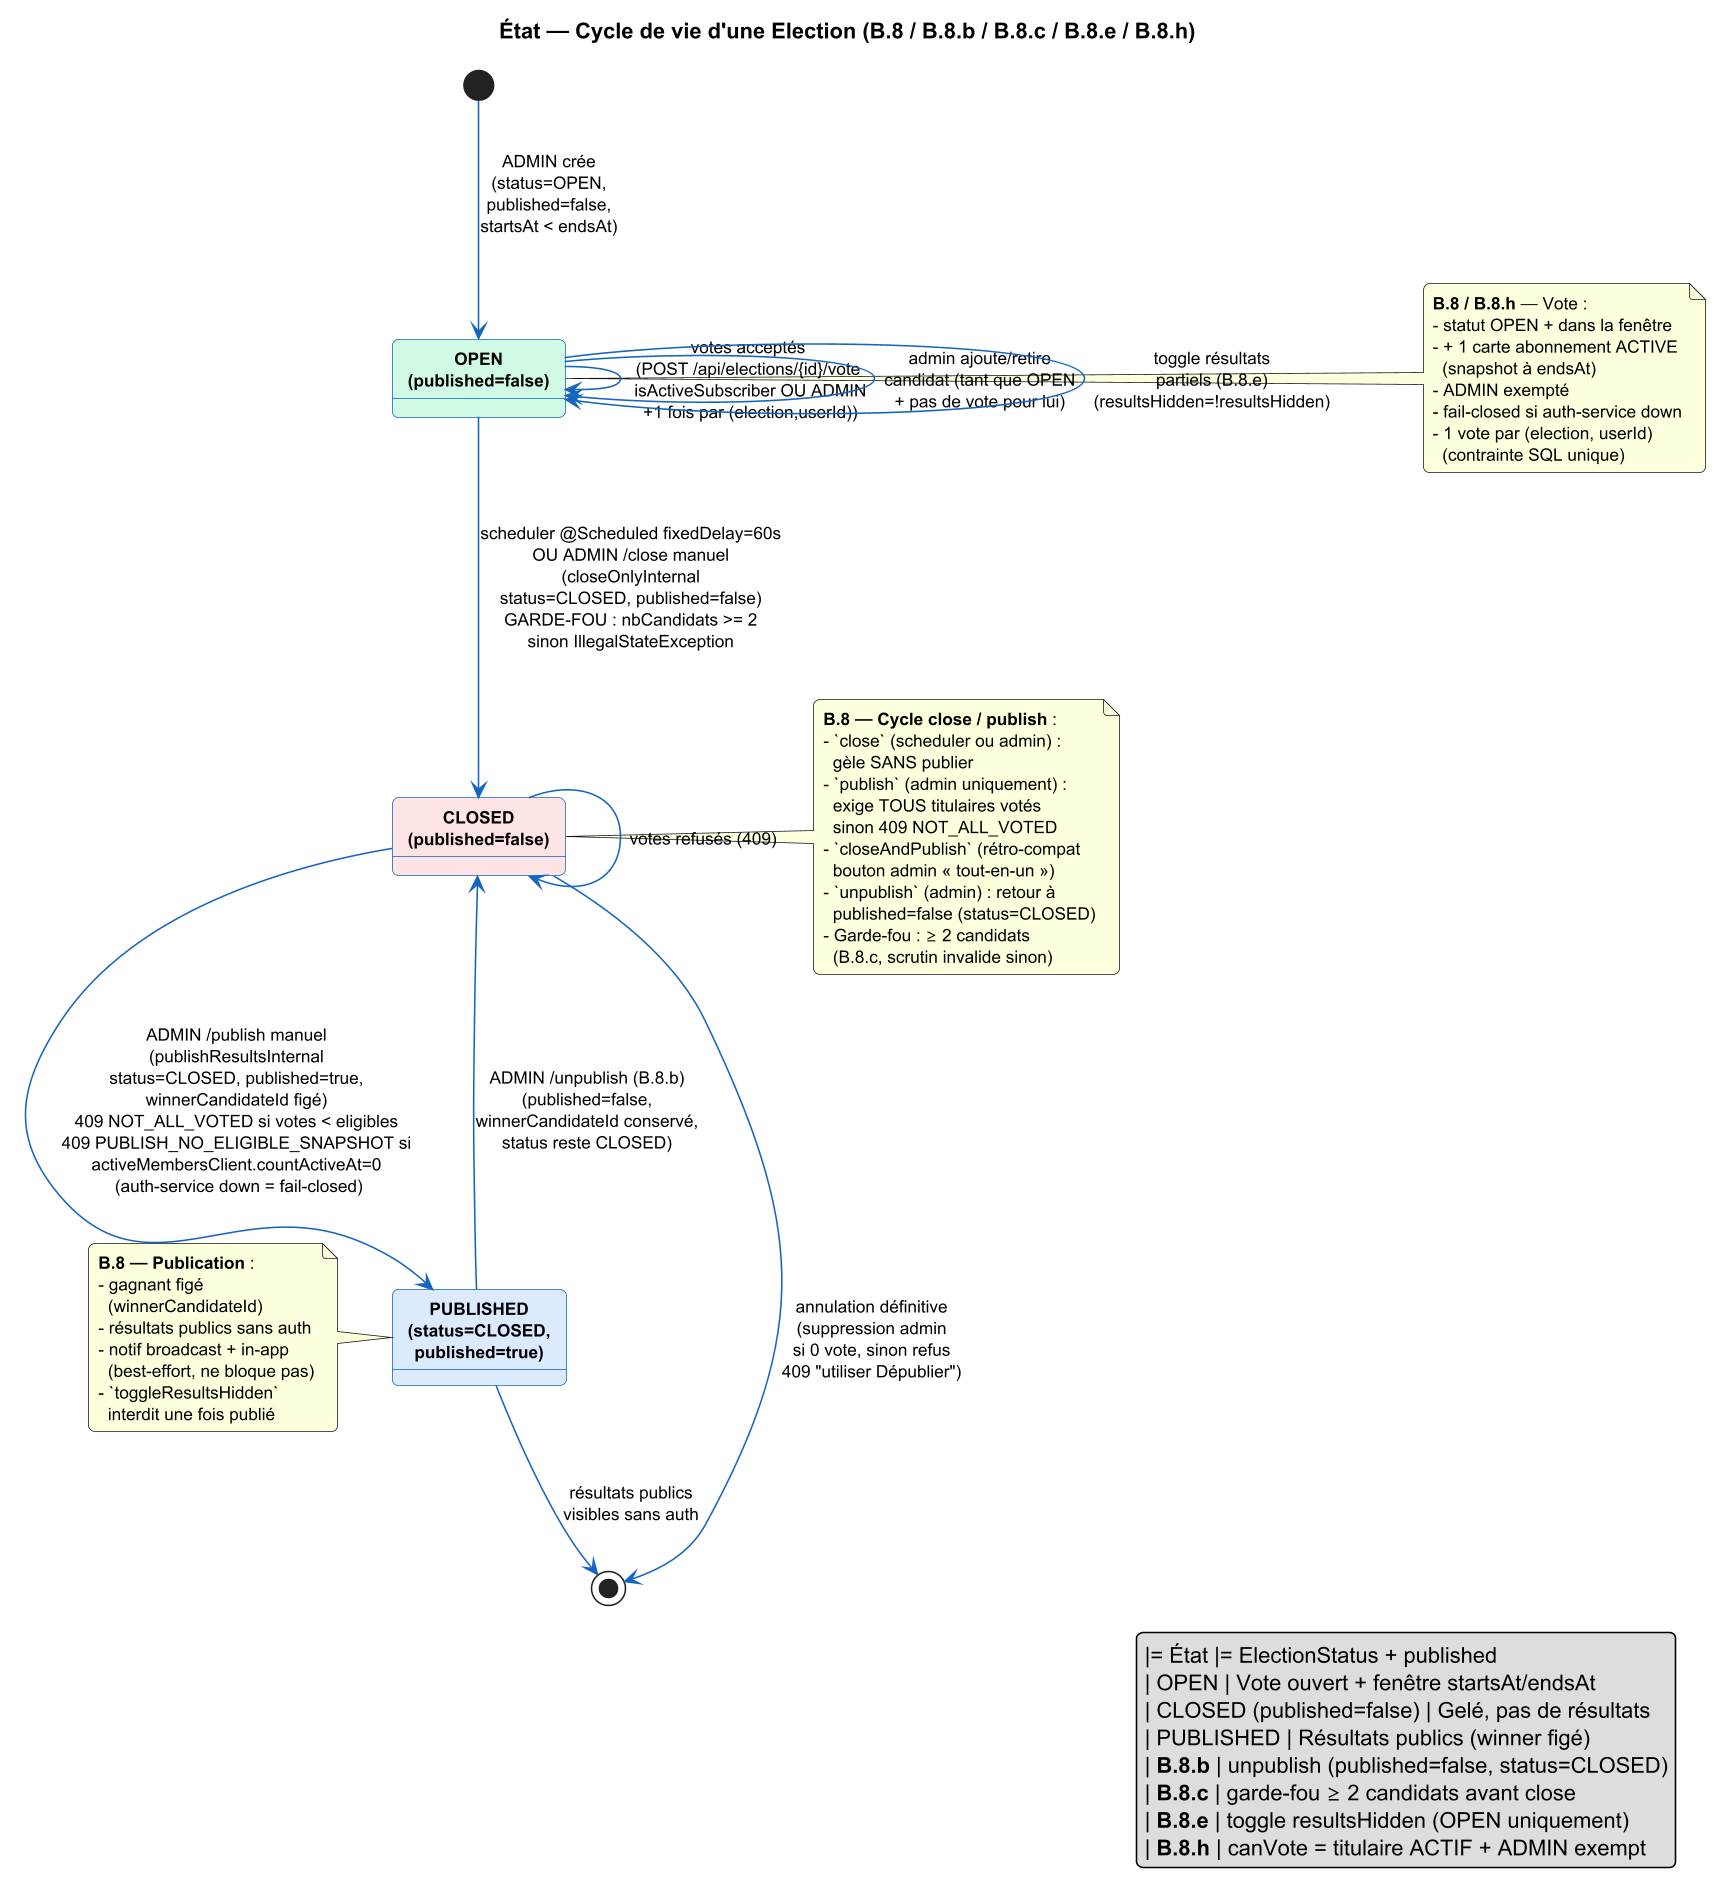 État — Cycle de vie d'une Election (B.8 / B.8.b / B.8.c / B.8.e / B.8.h)
ADMIN crée
(status=OPEN,
published=false,
startsAt < endsAt)
OPEN
(published=false)
votes acceptés
(POST /api/elections/{id}/vote
isActiveSubscriber OU ADMIN
+1 fois par (election,userId))
admin ajoute/retire
candidat (tant que OPEN
+ pas de vote pour lui)
toggle résultats
partiels (B.8.e)
(resultsHidden=!resultsHidden)
B.8 / B.8.h — Vote :
- statut OPEN + dans la fenêtre
- + 1 carte abonnement ACTIVE
(snapshot à endsAt)
- ADMIN exempté
- fail-closed si auth-service down
- 1 vote par (election, userId)
(contrainte SQL unique)
scheduler @Scheduled fixedDelay=60s
OU ADMIN /close manuel
(closeOnlyInternal
status=CLOSED, published=false)
GARDE-FOU : nbCandidats >= 2
sinon IllegalStateException
CLOSED
(published=false)
votes refusés (409)
B.8 — Cycle close / publish :
- `close` (scheduler ou admin) :
gèle SANS publier
- `publish` (admin uniquement) :
exige TOUS titulaires votés
sinon 409 NOT_ALL_VOTED
- `closeAndPublish` (rétro-compat
bouton admin « tout-en-un »)
- `unpublish` (admin) : retour à
published=false (status=CLOSED)
- Garde-fou : ≥ 2 candidats
(B.8.c, scrutin invalide sinon)
ADMIN /publish manuel
(publishResultsInternal
status=CLOSED, published=true,
winnerCandidateId figé)
409 NOT_ALL_VOTED si votes < eligibles
409 PUBLISH_NO_ELIGIBLE_SNAPSHOT si
activeMembersClient.countActiveAt=0
(auth-service down = fail-closed)
ADMIN /unpublish (B.8.b)
(published=false,
winnerCandidateId conservé,
status reste CLOSED)
B.8 — Publication :
- gagnant figé
(winnerCandidateId)
- résultats publics sans auth
- notif broadcast + in-app
(best-effort, ne bloque pas)
- `toggleResultsHidden`
interdit une fois publié
PUBLISHED
(status=CLOSED,
published=true)
annulation définitive
(suppression admin
si 0 vote, sinon refus
409 "utiliser Dépublier")
résultats publics
visibles sans auth
|= État |= ElectionStatus + published
| OPEN | Vote ouvert + fenêtre startsAt/endsAt
| CLOSED (published=false) | Gelé, pas de résultats
| PUBLISHED | Résultats publics (winner figé)
| B.8.b | unpublish (published=false, status=CLOSED)
| B.8.c | garde-fou ≥ 2 candidats avant close
| B.8.e | toggle resultsHidden (OPEN uniquement)
| B.8.h | canVote = titulaire ACTIF + ADMIN exempt